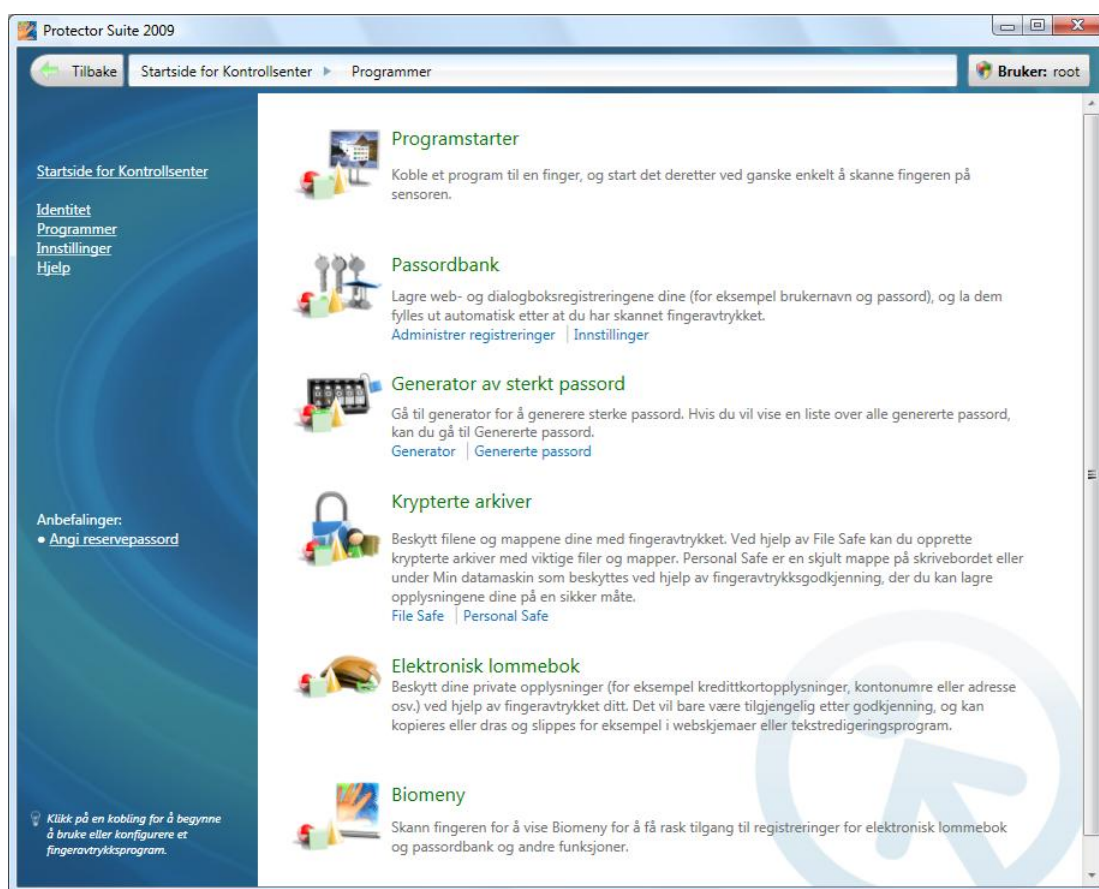 Protector Suite 2009
Tilbake
Startside for Kontrollsenter
Programmer
Bruker: root
Startside for Kontrollsenter
Identitet
Programmer
Innstillinger
Hjelp
Anbefalinger:
• Angi reservepassord
Klikk på en kobling for å begynne
å bruke eller konfigurere et
fingeravtrykksprogram.
Programstarter
Koble et program til en finger, og start det deretter ved ganske enkelt å skanne fingeren på
sensoren.
Passordbank
Lagre web- og dialogboksregistreringene dine (for eksempel brukernavn og passord), og la dem
fylles ut automatisk etter at du har skannet fingeravtrykket.
Administrer registreringer | Innstillinger
Generator av sterkt passord
Gå til generator for å generere sterke passord. Hvis du vil vise en liste over alle genererte passord,
kan du gå til Genererte passord.
Generator | Genererte passord
Krypterte arkiver
Beskytt filene og mappene dine med fingeravtrykket. Ved hjelp av File Safe kan du opprette
krypterte arkiver med viktige filer og mapper. Personal Safe er en skjult mappe på skrivebordet eller
under Min datamaskin som beskyttes ved hjelp av fingeravtrykksgodkjenning, der du kan lagre
opplysningene dine på en sikker måte.
File Safe | Personal Safe
Elektronisk lommebok
Beskytt dine private opplysninger (for eksempel kredittkortopplysninger, kontonumre eller adresse
osv.) ved hjelp av fingeravtrykket ditt. Det vil bare være tilgjengelig etter godkjenning, og kan
kopieres eller dras og slippes for eksempel i webskjemaer eller tekstredigeringsprogram.
Biomeny
Skann fingeren for å vise Biomeny for å få rask tilgang til registreringer for elektronisk lommebok
og passordbank og andre funksjoner.